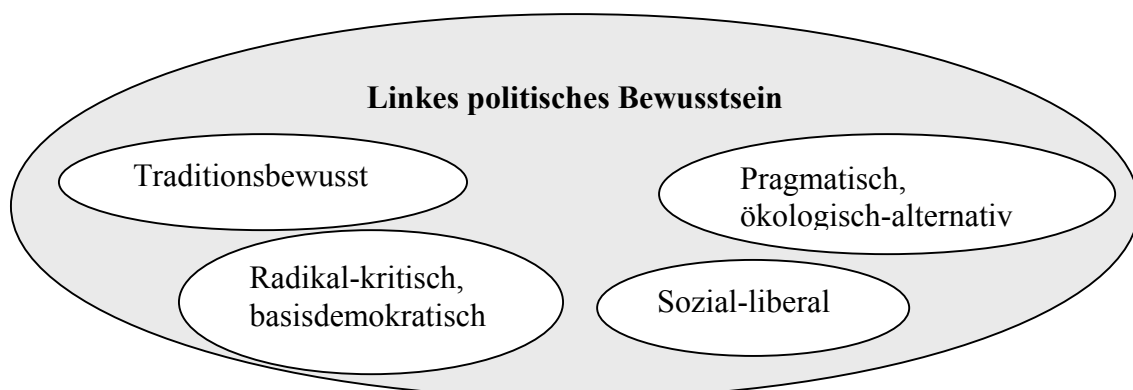 Linkes politisches Bewusstsein
Traditionsbewusst
Pragmatisch,
ökologisch-alternativ
Radikal-kritisch,
basisdemokratisch
Sozial-liberal